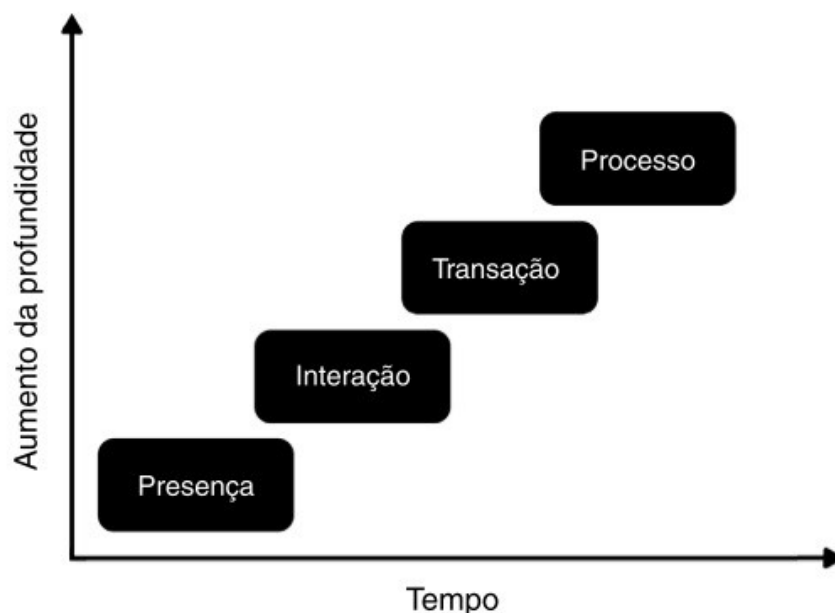 Aumento da profundidade
Processo
Transação
Interação
Presença
Tempo